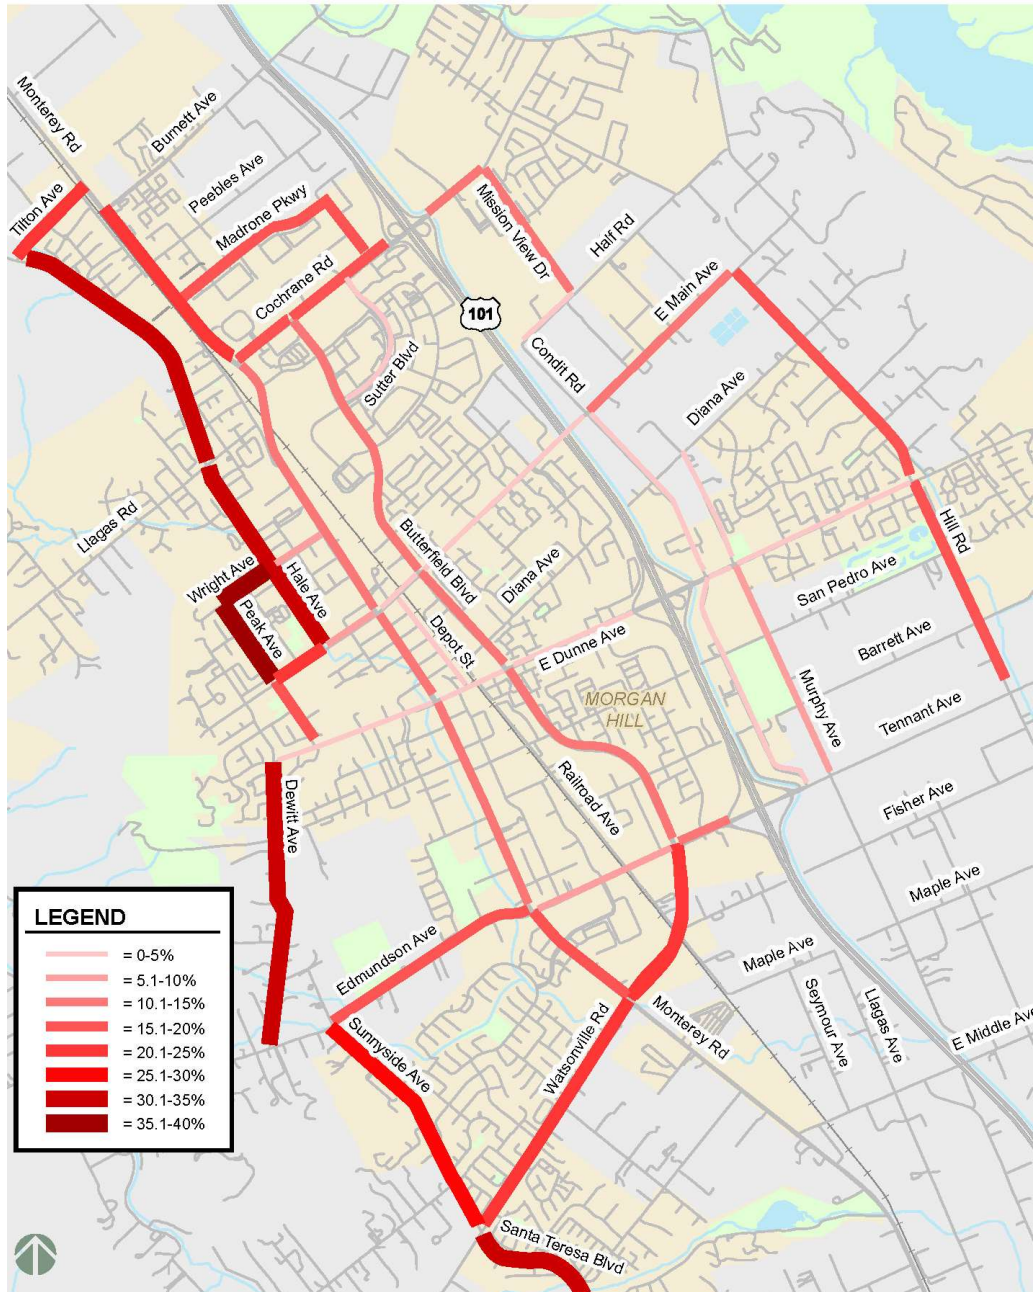 Monterey Rd
Burnett Ave
Peebles Ave
Tilton Ave
Madrone Pkwy
Mission View Dr
Half Rd
Cochrane Rd
E Main Ave
101
Condit Rd
Sutter Blvd
Diana Ave
Llagas Rd
Hill Rd
Butterfield Blvd
Wright Ave
Hale Ave
Diana Ave
San Pedro Ave
Peak Ave
Depot St
Barrett Ave
E Dunne Ave
MORGAN
HILL
Murphy Ave
Tennant Ave
Railroad Ave
Dewitt Ave
Fisher Ave
Maple Ave
LEGEND
= 0-5%
= 5.1-10%
= 10.1-15%
= 15.1-20%
= 20.1-25%
= 25.1-30%
= 30.1-35%
= 35.1-40%
Edmundson Ave
Maple Ave
Seymour Ave
Llagas Ave
E Middle Ave
Monterey Rd
Sunnyside Ave
Watsonville Rd
Santa Teresa Blvd